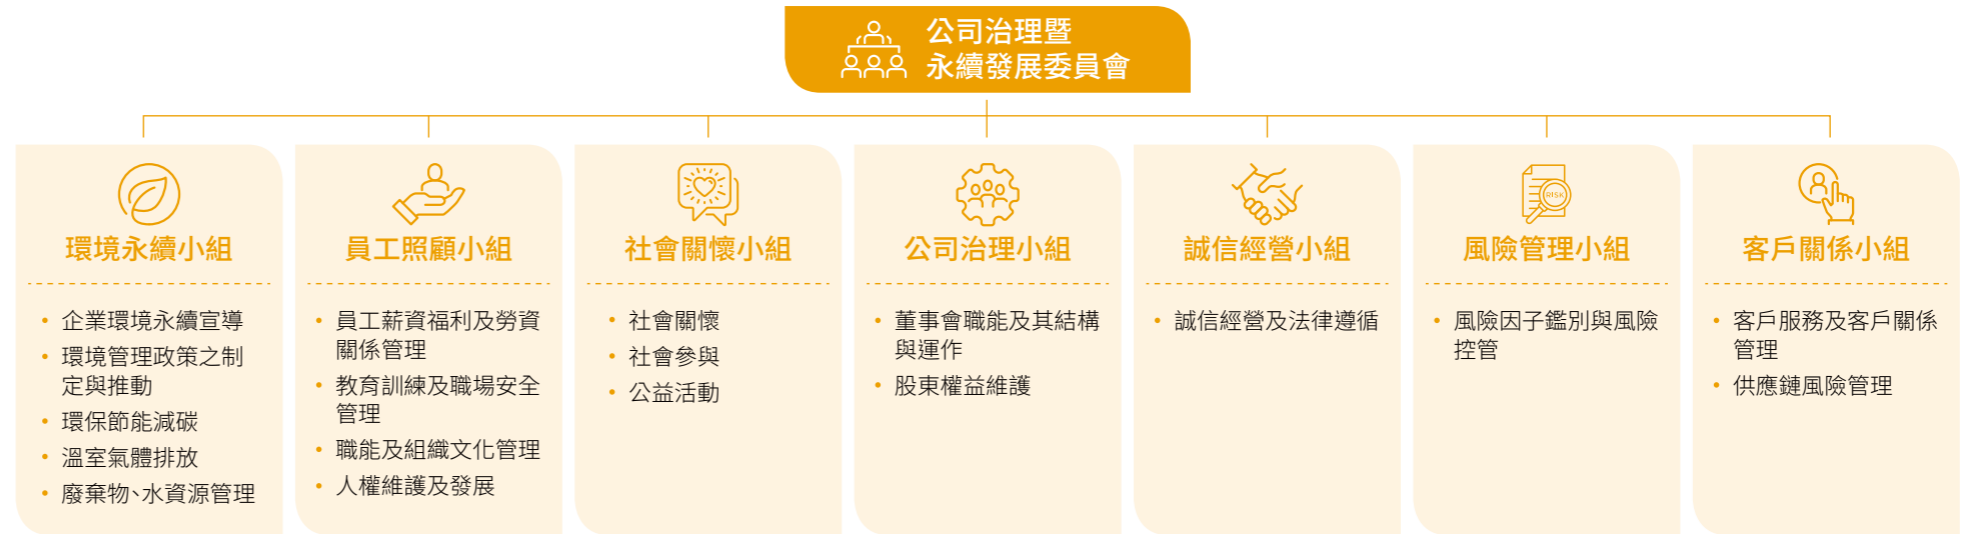 公司治理暨
永續發展委員會
環境永續小組
• 企業環境永續宣導
• 環境管理政策之制
定與推動
• 環保節能減碳
• 溫室氣體排放
• 廢棄物、水資源管理
員工照顧小組
• 員工薪資福利及勞資
關係管理
• 教育訓練及職場安全
管理
• 職能及組織文化管理
• 人權維護及發展
社會關懷小組
• 社會關懷
• 社會參與
• 公益活動
公司治理小組
• 董事會職能及其結構
與運作
• 股東權益維護
誠信經營小組
• 誠信經營及法律遵循
RISK
風險管理小組
• 風險因子鑑別與風險
控管
客戶關係小組
• 客戶服務及客戶關係
管理
• 供應鏈風險管理